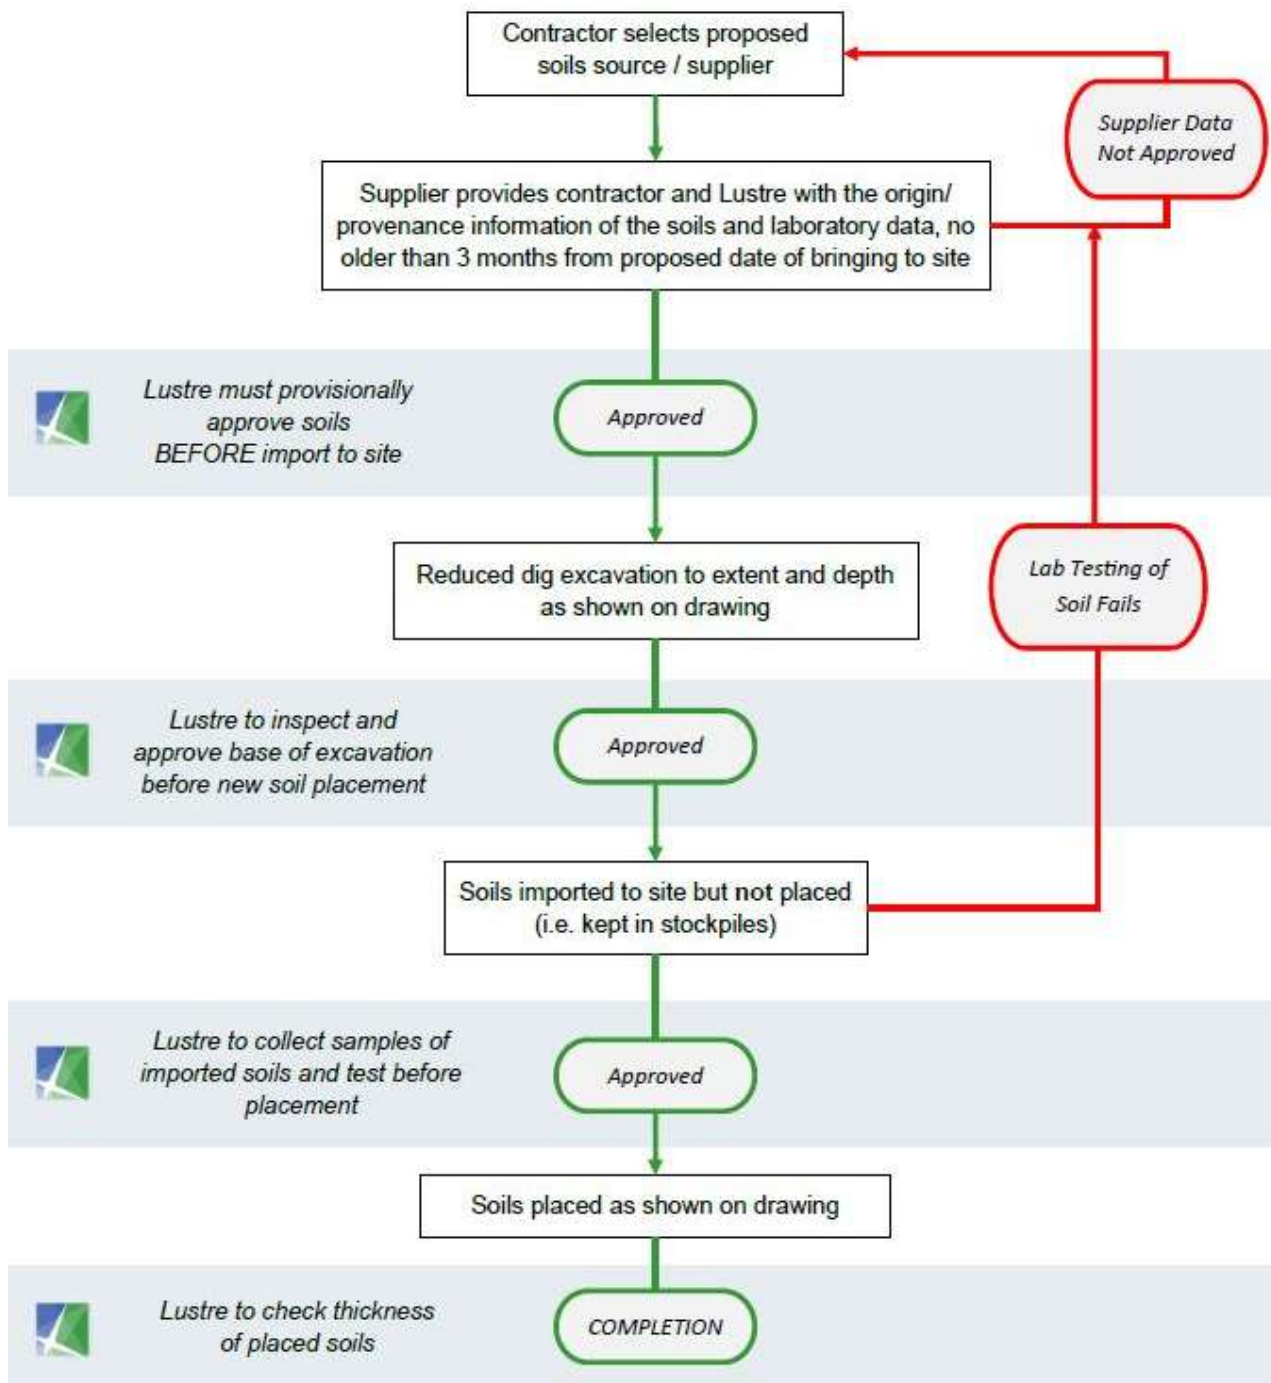 Contractor selects proposed
soils source / supplier
Supplier Data
Not Approved
Supplier provides contractor and Lustre with the origin/
provenance information of the soils and laboratory data, no
older than 3 months from proposed date of bringing to site
Lustre must provisionally
approve soils
BEFORE import to site
Approved
Reduced dig excavation to extent and depth
as shown on drawing
Lab Testing of
Soil Fails
Lustre to inspect and
approve base of excavation
before new soil placement
Approved
Soils imported to site but not placed
(i.e. kept in stockpiles)
Lustre to collect samples of
imported soils and test before
placement
Approved
Soils placed as shown on drawing
Lustre to check thickness
of placed soils
COMPLETION